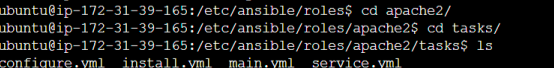 ubuntu@ip-172-31-39-165:/etc/ansible/roles$ cd apache2/
ubuntu@ip-172-31-39-165:/etc/ansible/roles/apache2$ cd tasks/
ubuntu@ip-172-31-39-165:/etc/ansible/roles/apache2/tasks$ ls
configure.yml  install.yml  main.yml  service.yml